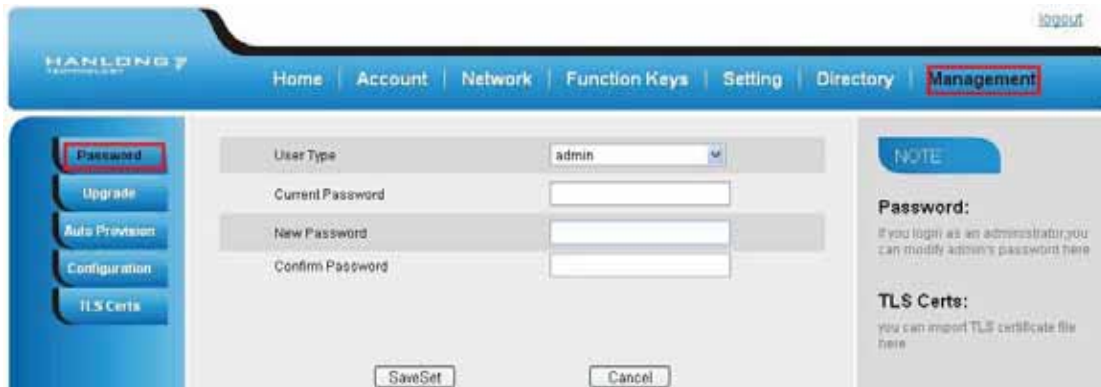 logout
HANLONG
TECHNOLOGY
Home | Account | Network | Function Keys | Setting | Directory | Management
Password
Upgrade
Auto Provision
Configuration
TLS Certs
User Type
admin
Current Password
New Password
Confirm Password
SaveSet
Cancel
NOTE
Password:
If you login as an administrator,you
can modify admin's password here
TLS Certs:
you can import TLS certificate file
here